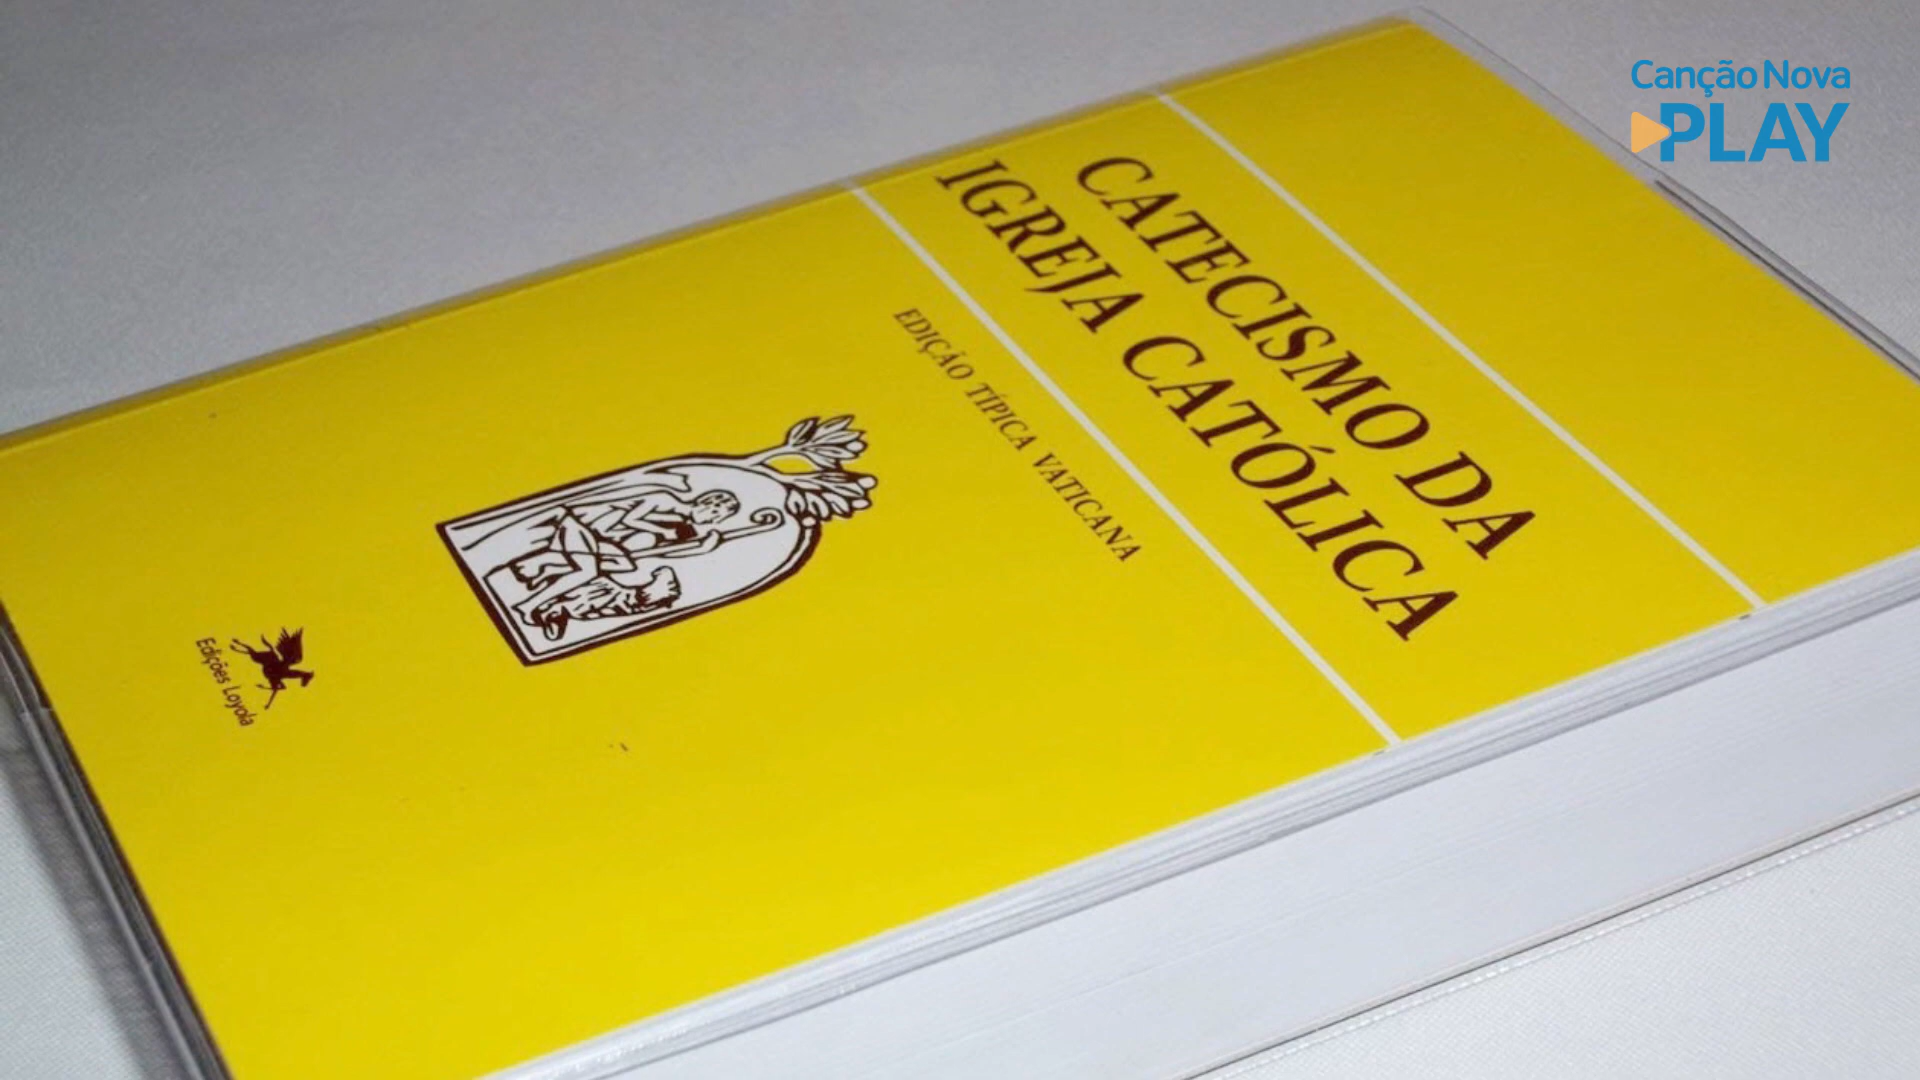 Canção Nova
PLAY
CATECISMO DA
IGREJA CATÓLICA
EDIÇÃO TÍPICA VATICANA
Edições Loyola